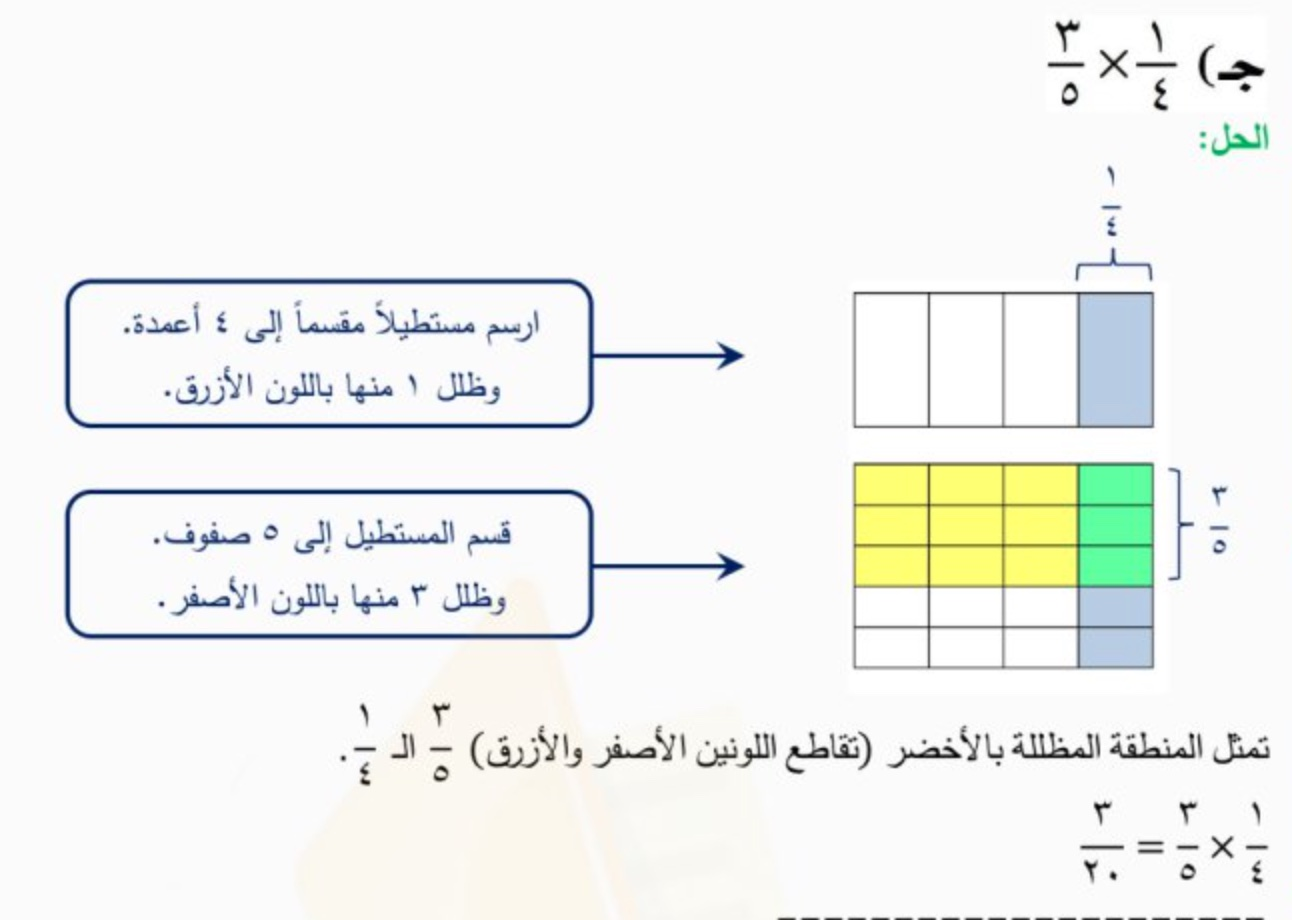 جـ) ١/٤ × ٣/٥
الحل:
١/٤
ارسم مستطيلاً مقسماً إلى ٤ أعمدة.
وظلل ١ منها باللون الأزرق.
٣/٥
قسم المستطيل إلى ٥ صفوف.
وظلل ٣ منها باللون الأصفر.
تمثل المنطقة المظللة بالأخضر (تقاطع اللونين الأصفر والأزرق) ٣/٥ الـ ١/٤.
١/٤ × ٣/٥ = ٣/٢٠